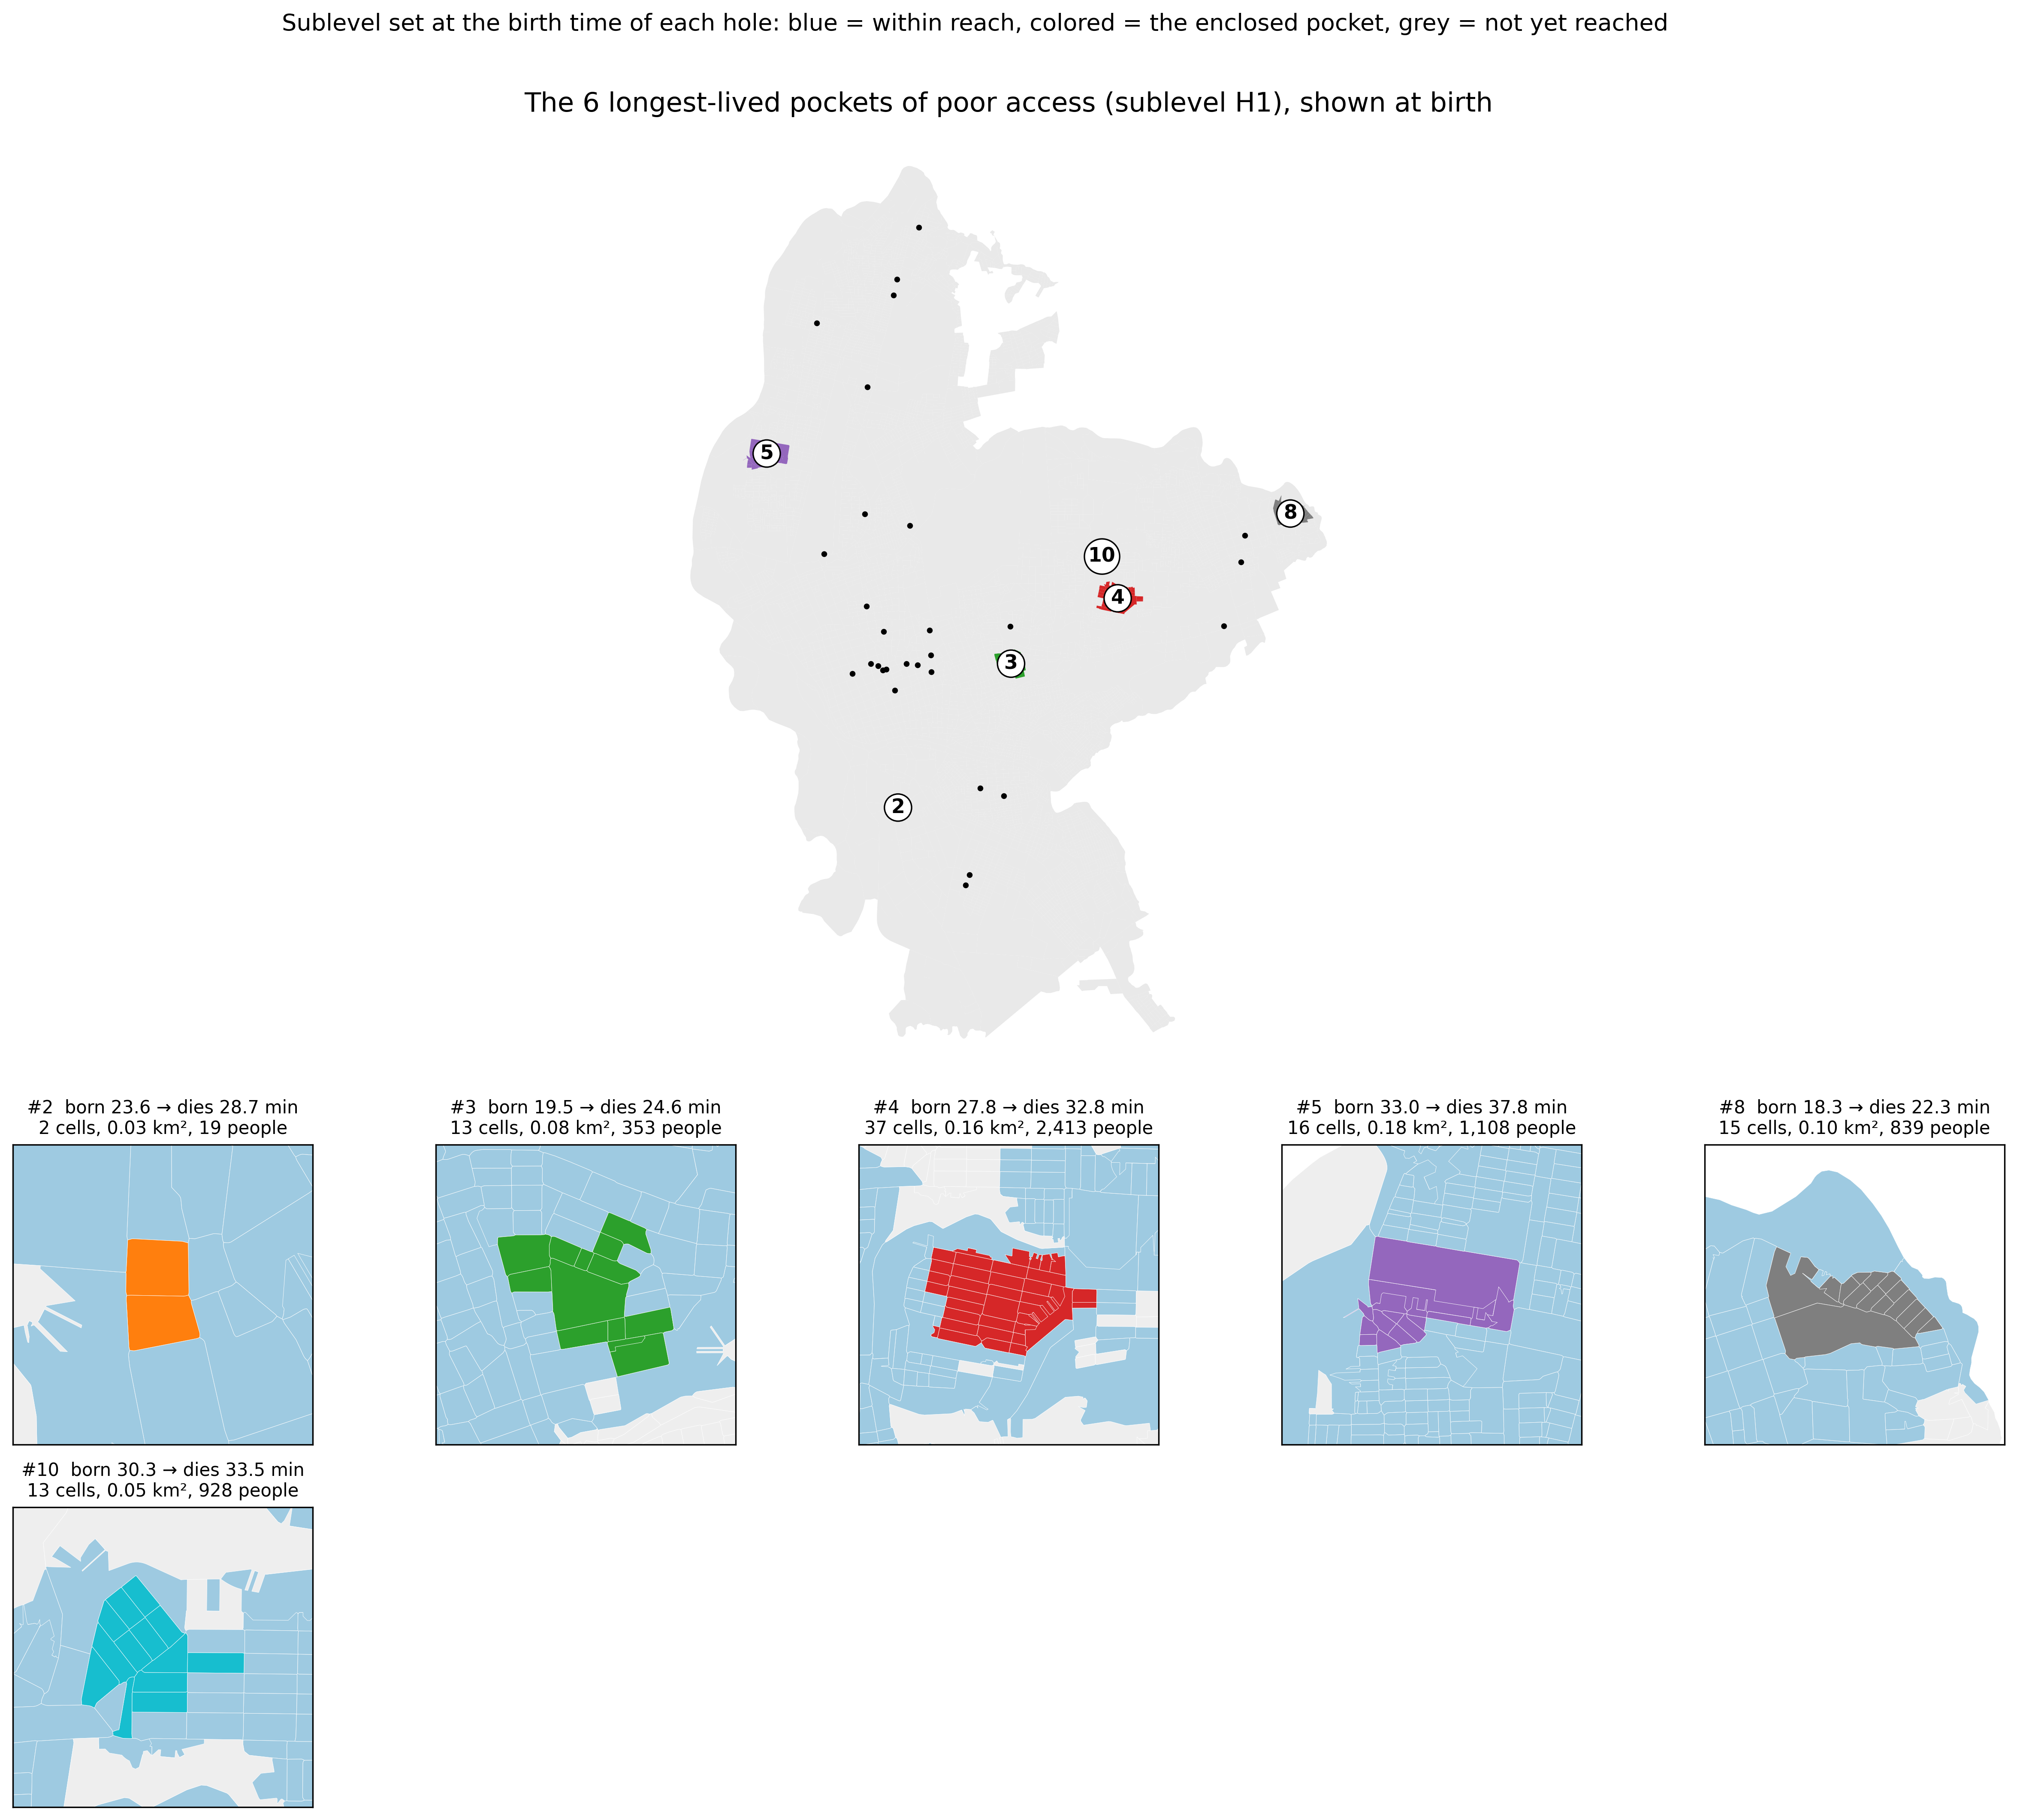 Sublevel set at the birth time of each hole: blue = within reach, colored = the enclosed pocket, grey = not yet reached
The 6 longest-lived pockets of poor access (sublevel H1), shown at birth
5
8
10
4
3
2
#2 born 23.6 → dies 28.7 min
2 cells, 0.03 km², 19 people
#3 born 19.5 → dies 24.6 min
13 cells, 0.08 km², 353 people
#4 born 27.8 → dies 32.8 min
37 cells, 0.16 km², 2,413 people
#5 born 33.0 → dies 37.8 min
16 cells, 0.18 km², 1,108 people
#8 born 18.3 → dies 22.3 min
15 cells, 0.10 km², 839 people
#10 born 30.3 → dies 33.5 min
13 cells, 0.05 km², 928 people